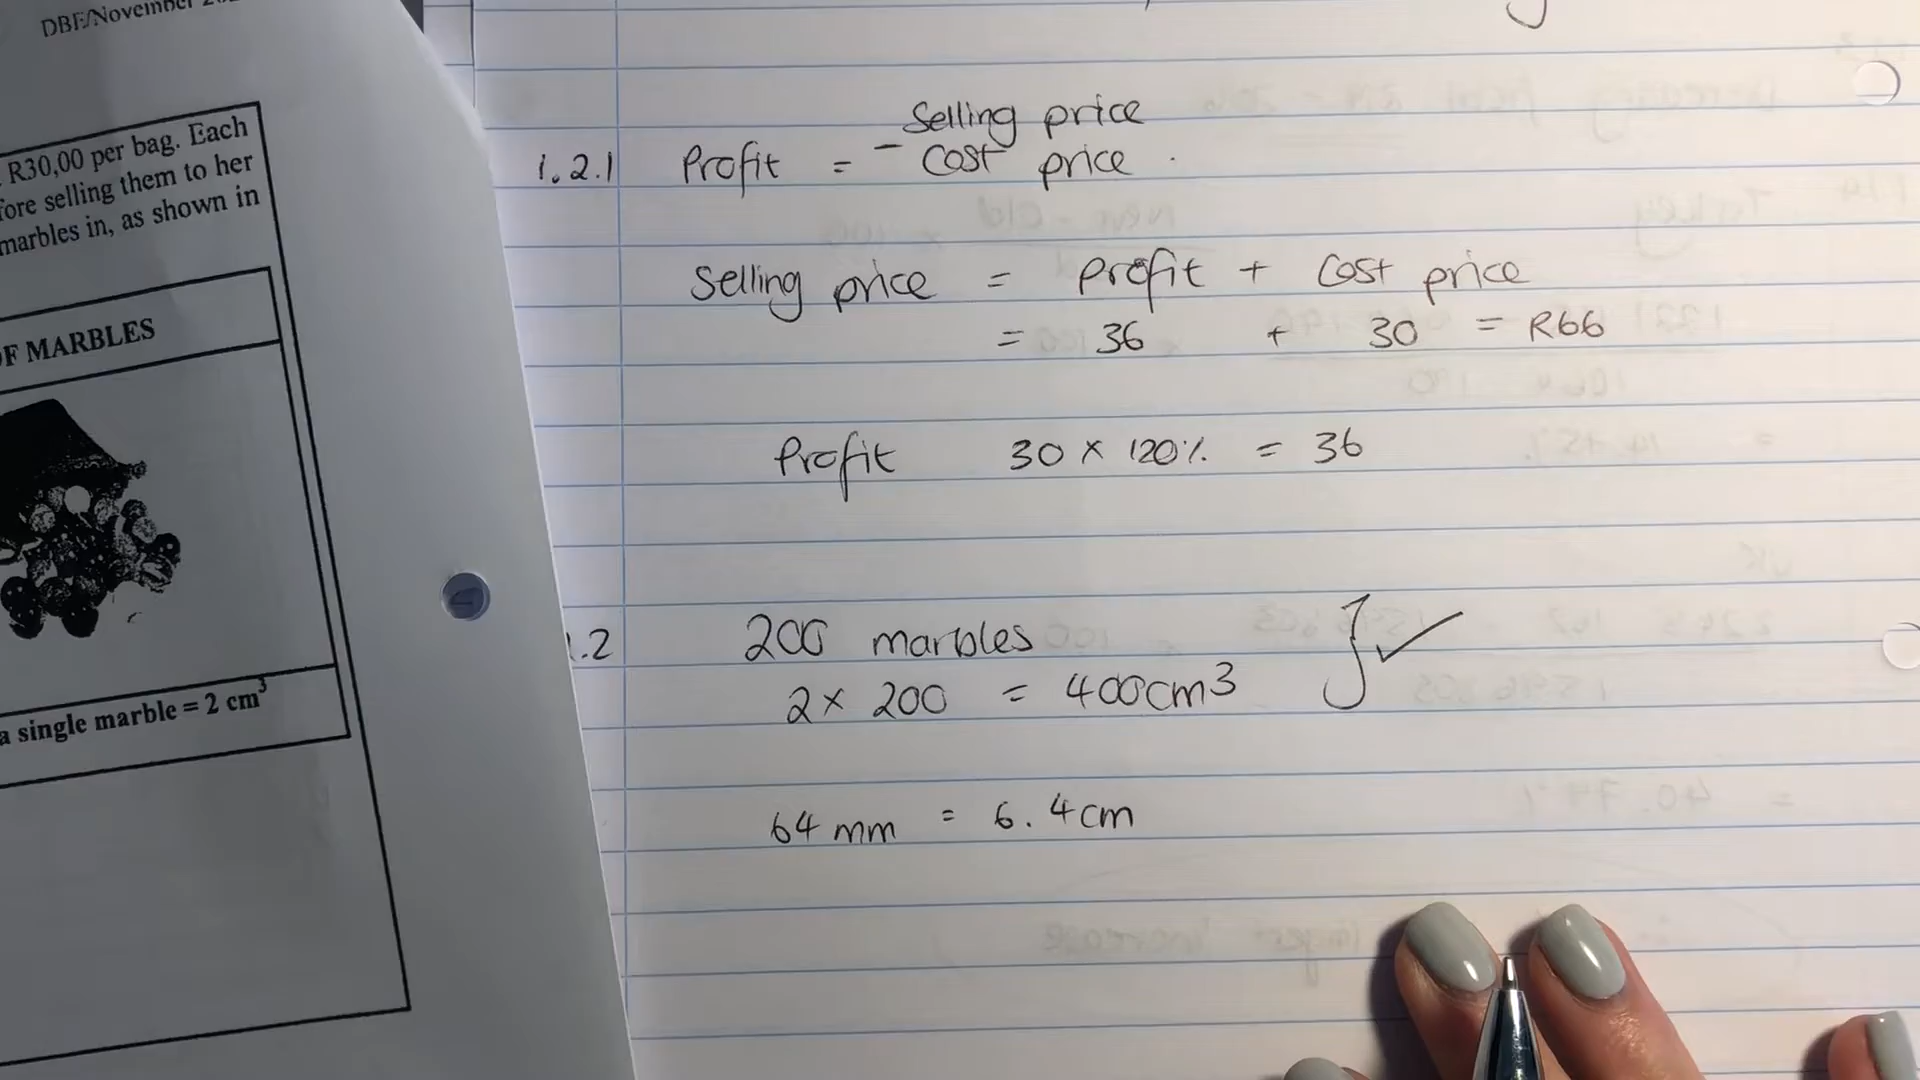 DBE/November
R30,00 per bag. Each
fore selling them to her
marbles in, as shown in
OF MARBLES
a single marble = 2 cm³
Selling price
1.2.1 Profit = - Cost price
Selling price = Profit + Cost price
= 36 + 30 = R66
Profit 30 x 120% = 36
.2 200 marbles
2 x 200 = 400cm3
64 mm = 6.4cm